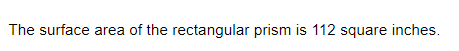 The surface area of the rectangular prism is 112 square inches.